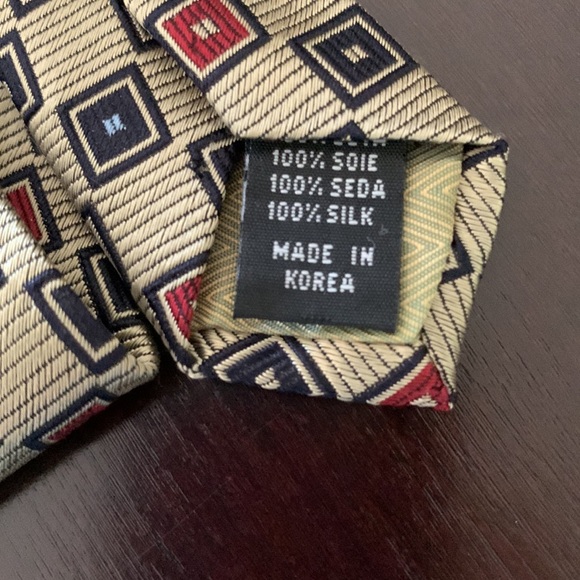 100% SOIE
100% SEDA
100% SILK
MADE IN
KOREA